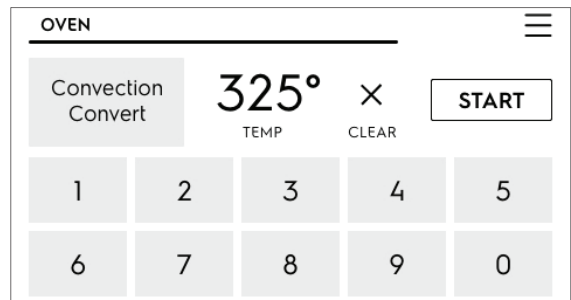 OVEN
Convection
Convert
325°
TEMP
CLEAR
START
1 2 3 4 5
6 7 8 9 0